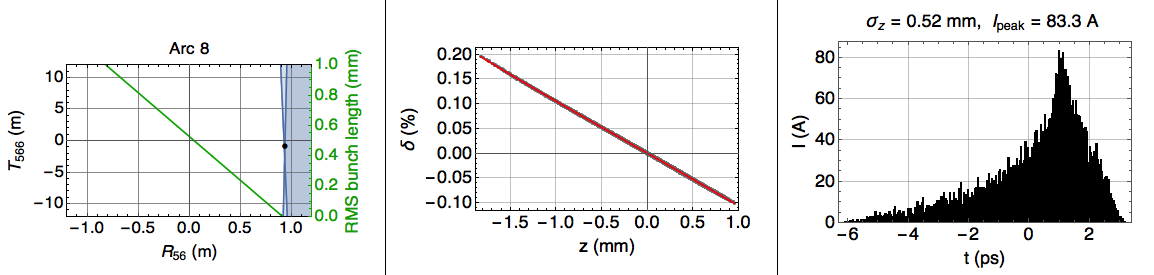 Arc 8
10
5
0
−5
−10
T566 (m)
−1.0 −0.5 0.0 0.5 1.0
R56 (m)
1.0
0.8
0.6
0.4
0.2
0.0
RMS bunch length (mm)
0.20
0.15
0.10
0.05
0.00
−0.05
−0.10
δ (%)
−1.5 −1.0 −0.5 0.0 0.5 1.0
z (mm)
σz = 0.52 mm, Ipeak = 83.3 A
80
60
40
20
0
I (A)
−6 −4 −2 0 2
t (ps)